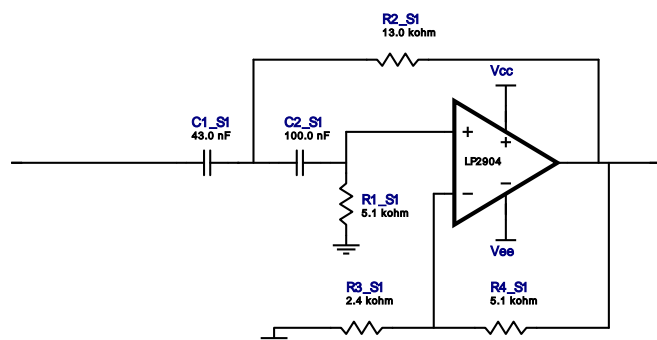 R2_S1
13.0 kohm
Vcc
C1_S1
43.0 nF
C2_S1
100.0 nF
+
+
LP2904
−
−
R1_S1
5.1 kohm
Vee
R3_S1
2.4 kohm
R4_S1
5.1 kohm